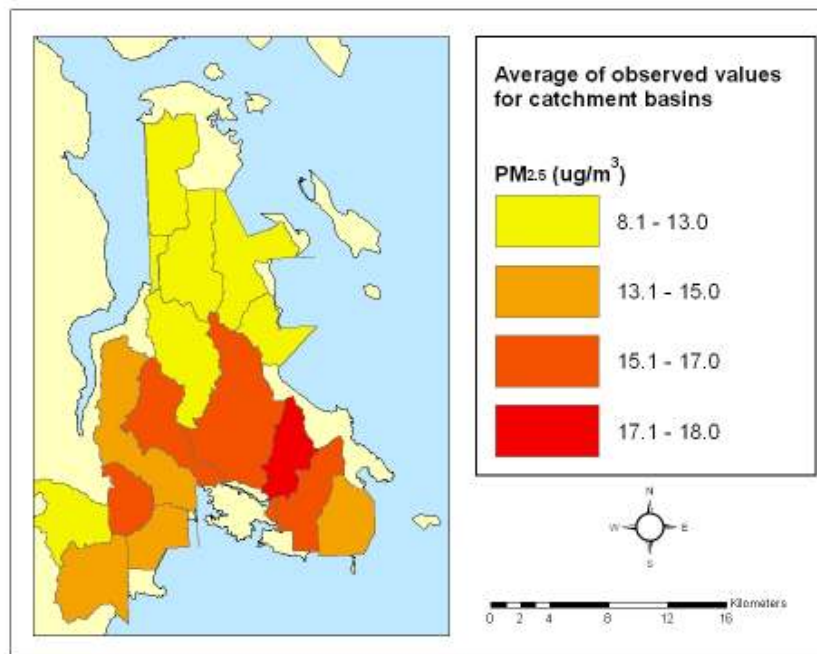 Average of observed values
for catchment basins
PM2.5 (ug/m³)
8.1 - 13.0
13.1 - 15.0
15.1 - 17.0
17.1 - 18.0
N
W E
S
Kilometers
0 2 4 8 12 16